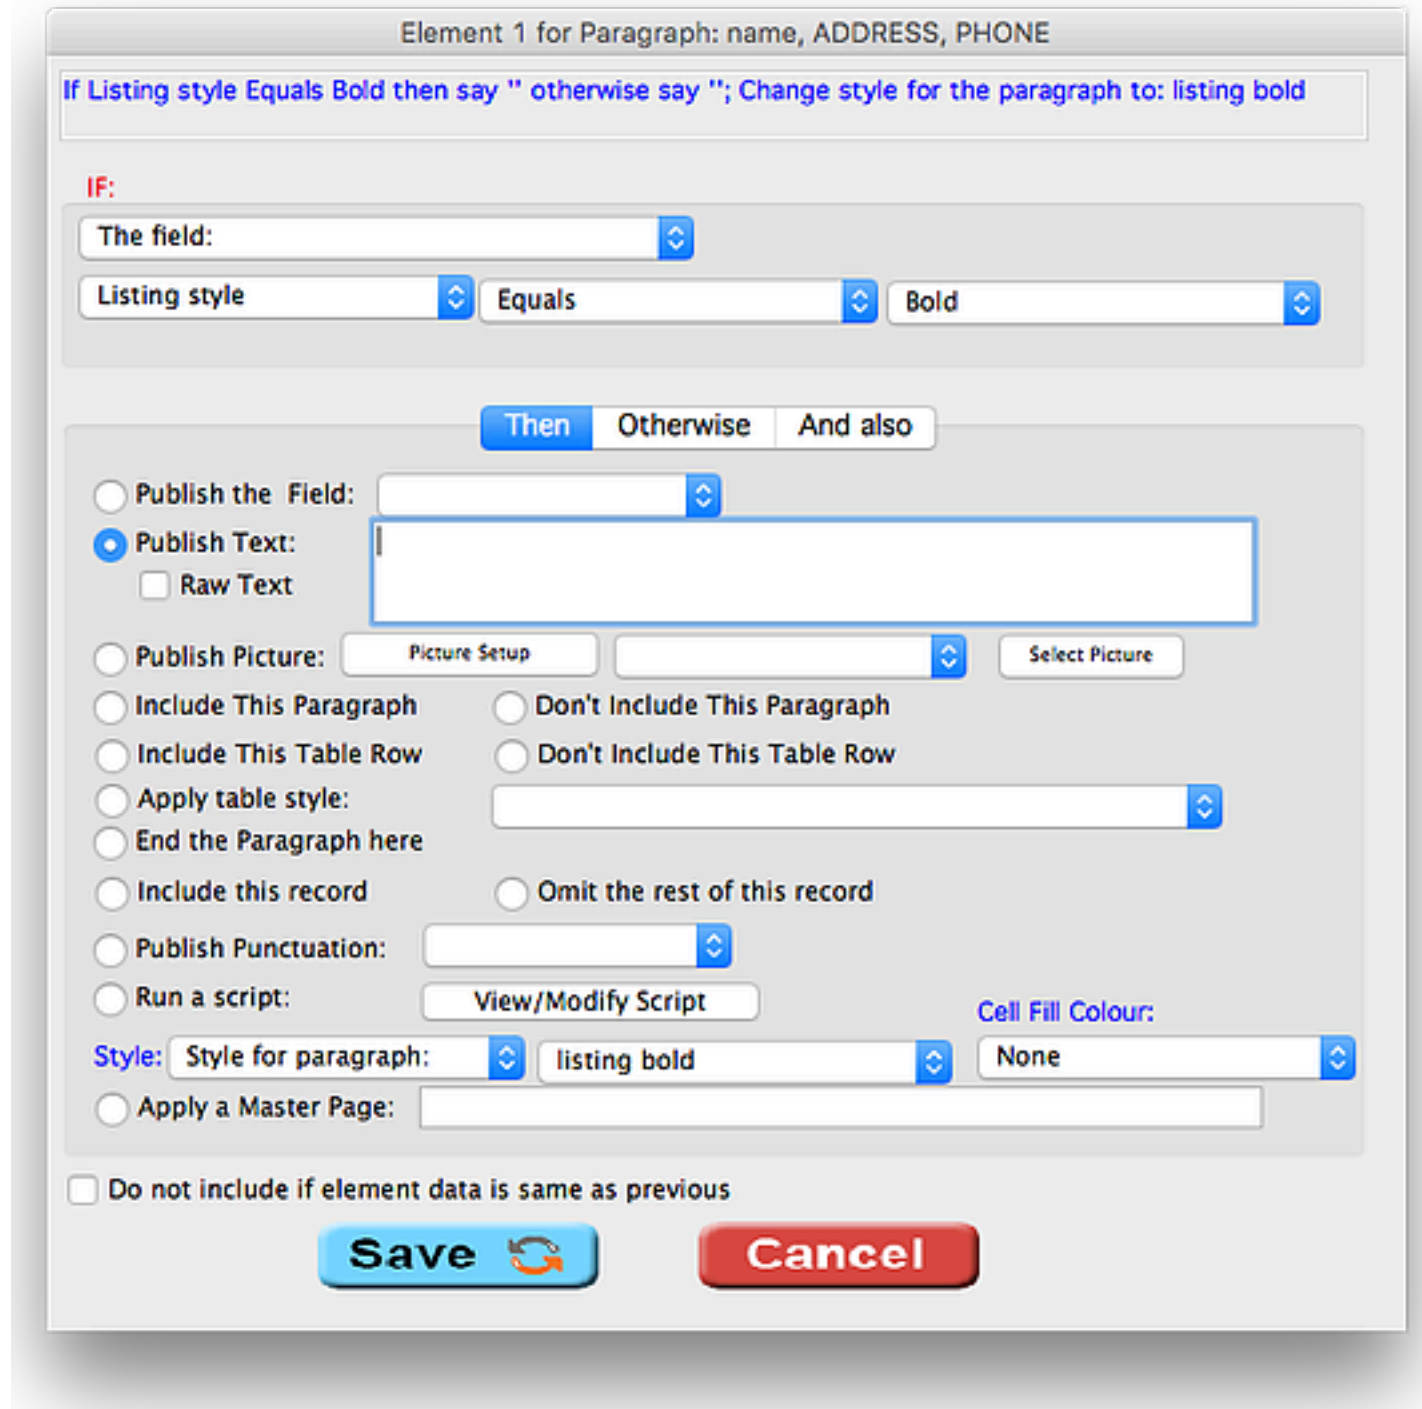 Element 1 for Paragraph: name, ADDRESS, PHONE
If Listing style Equals Bold then say '' otherwise say ''; Change style for the paragraph to: listing bold
IF:
The field:
Listing style Equals Bold
Then Otherwise And also
Publish the Field:
Publish Text:
Raw Text
Publish Picture: Picture Setup Select Picture
Include This Paragraph Don't Include This Paragraph
Include This Table Row Don't Include This Table Row
Apply table style:
End the Paragraph here
Include this record Omit the rest of this record
Publish Punctuation:
Run a script: View/Modify Script
Cell Fill Colour:
Style: Style for paragraph: listing bold None
Apply a Master Page:
Do not include if element data is same as previous
Save Cancel